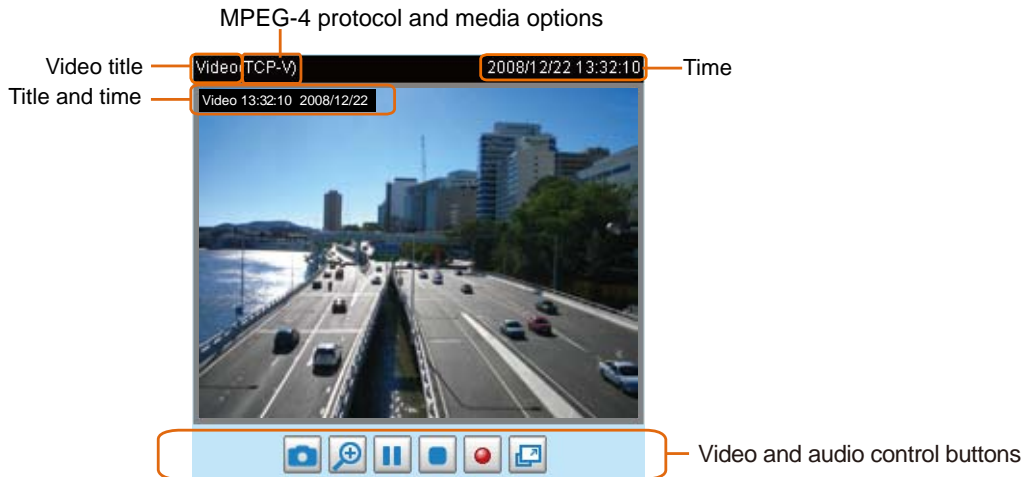 MPEG-4 protocol and media options
Video title
Video(TCP-V)
2008/12/22 13:32:10
Time
Title and time
Video 13:32:10 2008/12/22
Video and audio control buttons